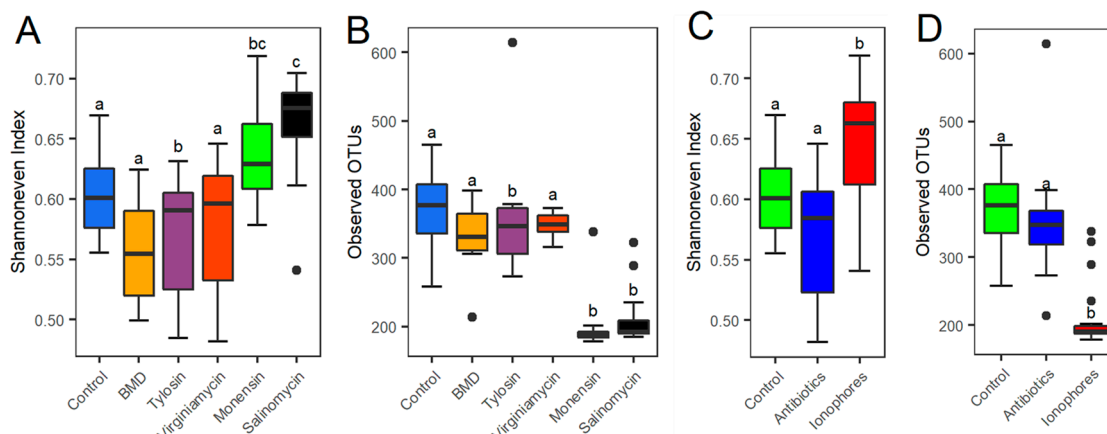 A
Shannoneven Index
0.70
0.65
0.60
0.55
0.50
a
a
b
a
bc
c
Control
BMD
Tylosin
Virginiamycin
Monensin
Salinomycin
B
Observed OTUs
600
500
400
300
200
a
a
b
a
b
b
Control
BMD
Tylosin
Virginiamycin
Monensin
Salinomycin
C
Shannoneven Index
0.70
0.65
0.60
0.55
0.50
a
a
b
Control
Antibiotics
Ionophores
D
Observed OTUs
600
500
400
300
200
a
a
b
Control
Antibiotics
Ionophores